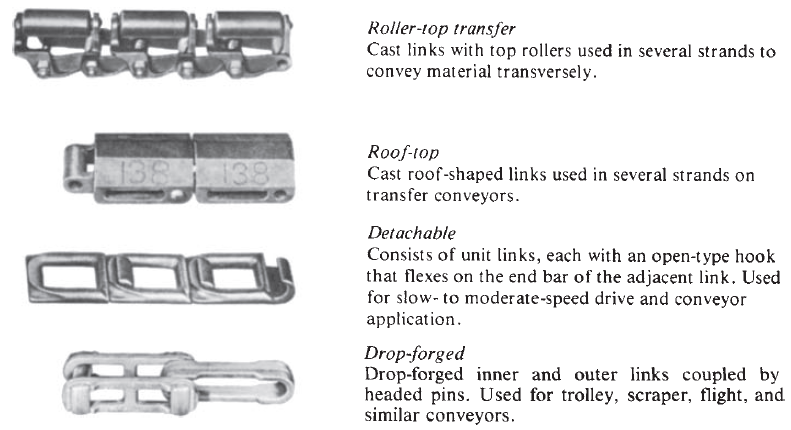 Roller-top transfer
Cast links with top rollers used in several strands to
convey material transversely.
138 138
Roof-top
Cast roof-shaped links used in several strands on
transfer conveyors.
Detachable
Consists of unit links, each with an open-type hook
that flexes on the end bar of the adjacent link. Used
for slow- to moderate-speed drive and conveyor
application.
Drop-forged
Drop-forged inner and outer links coupled by
headed pins. Used for trolley, scraper, flight, and
similar conveyors.